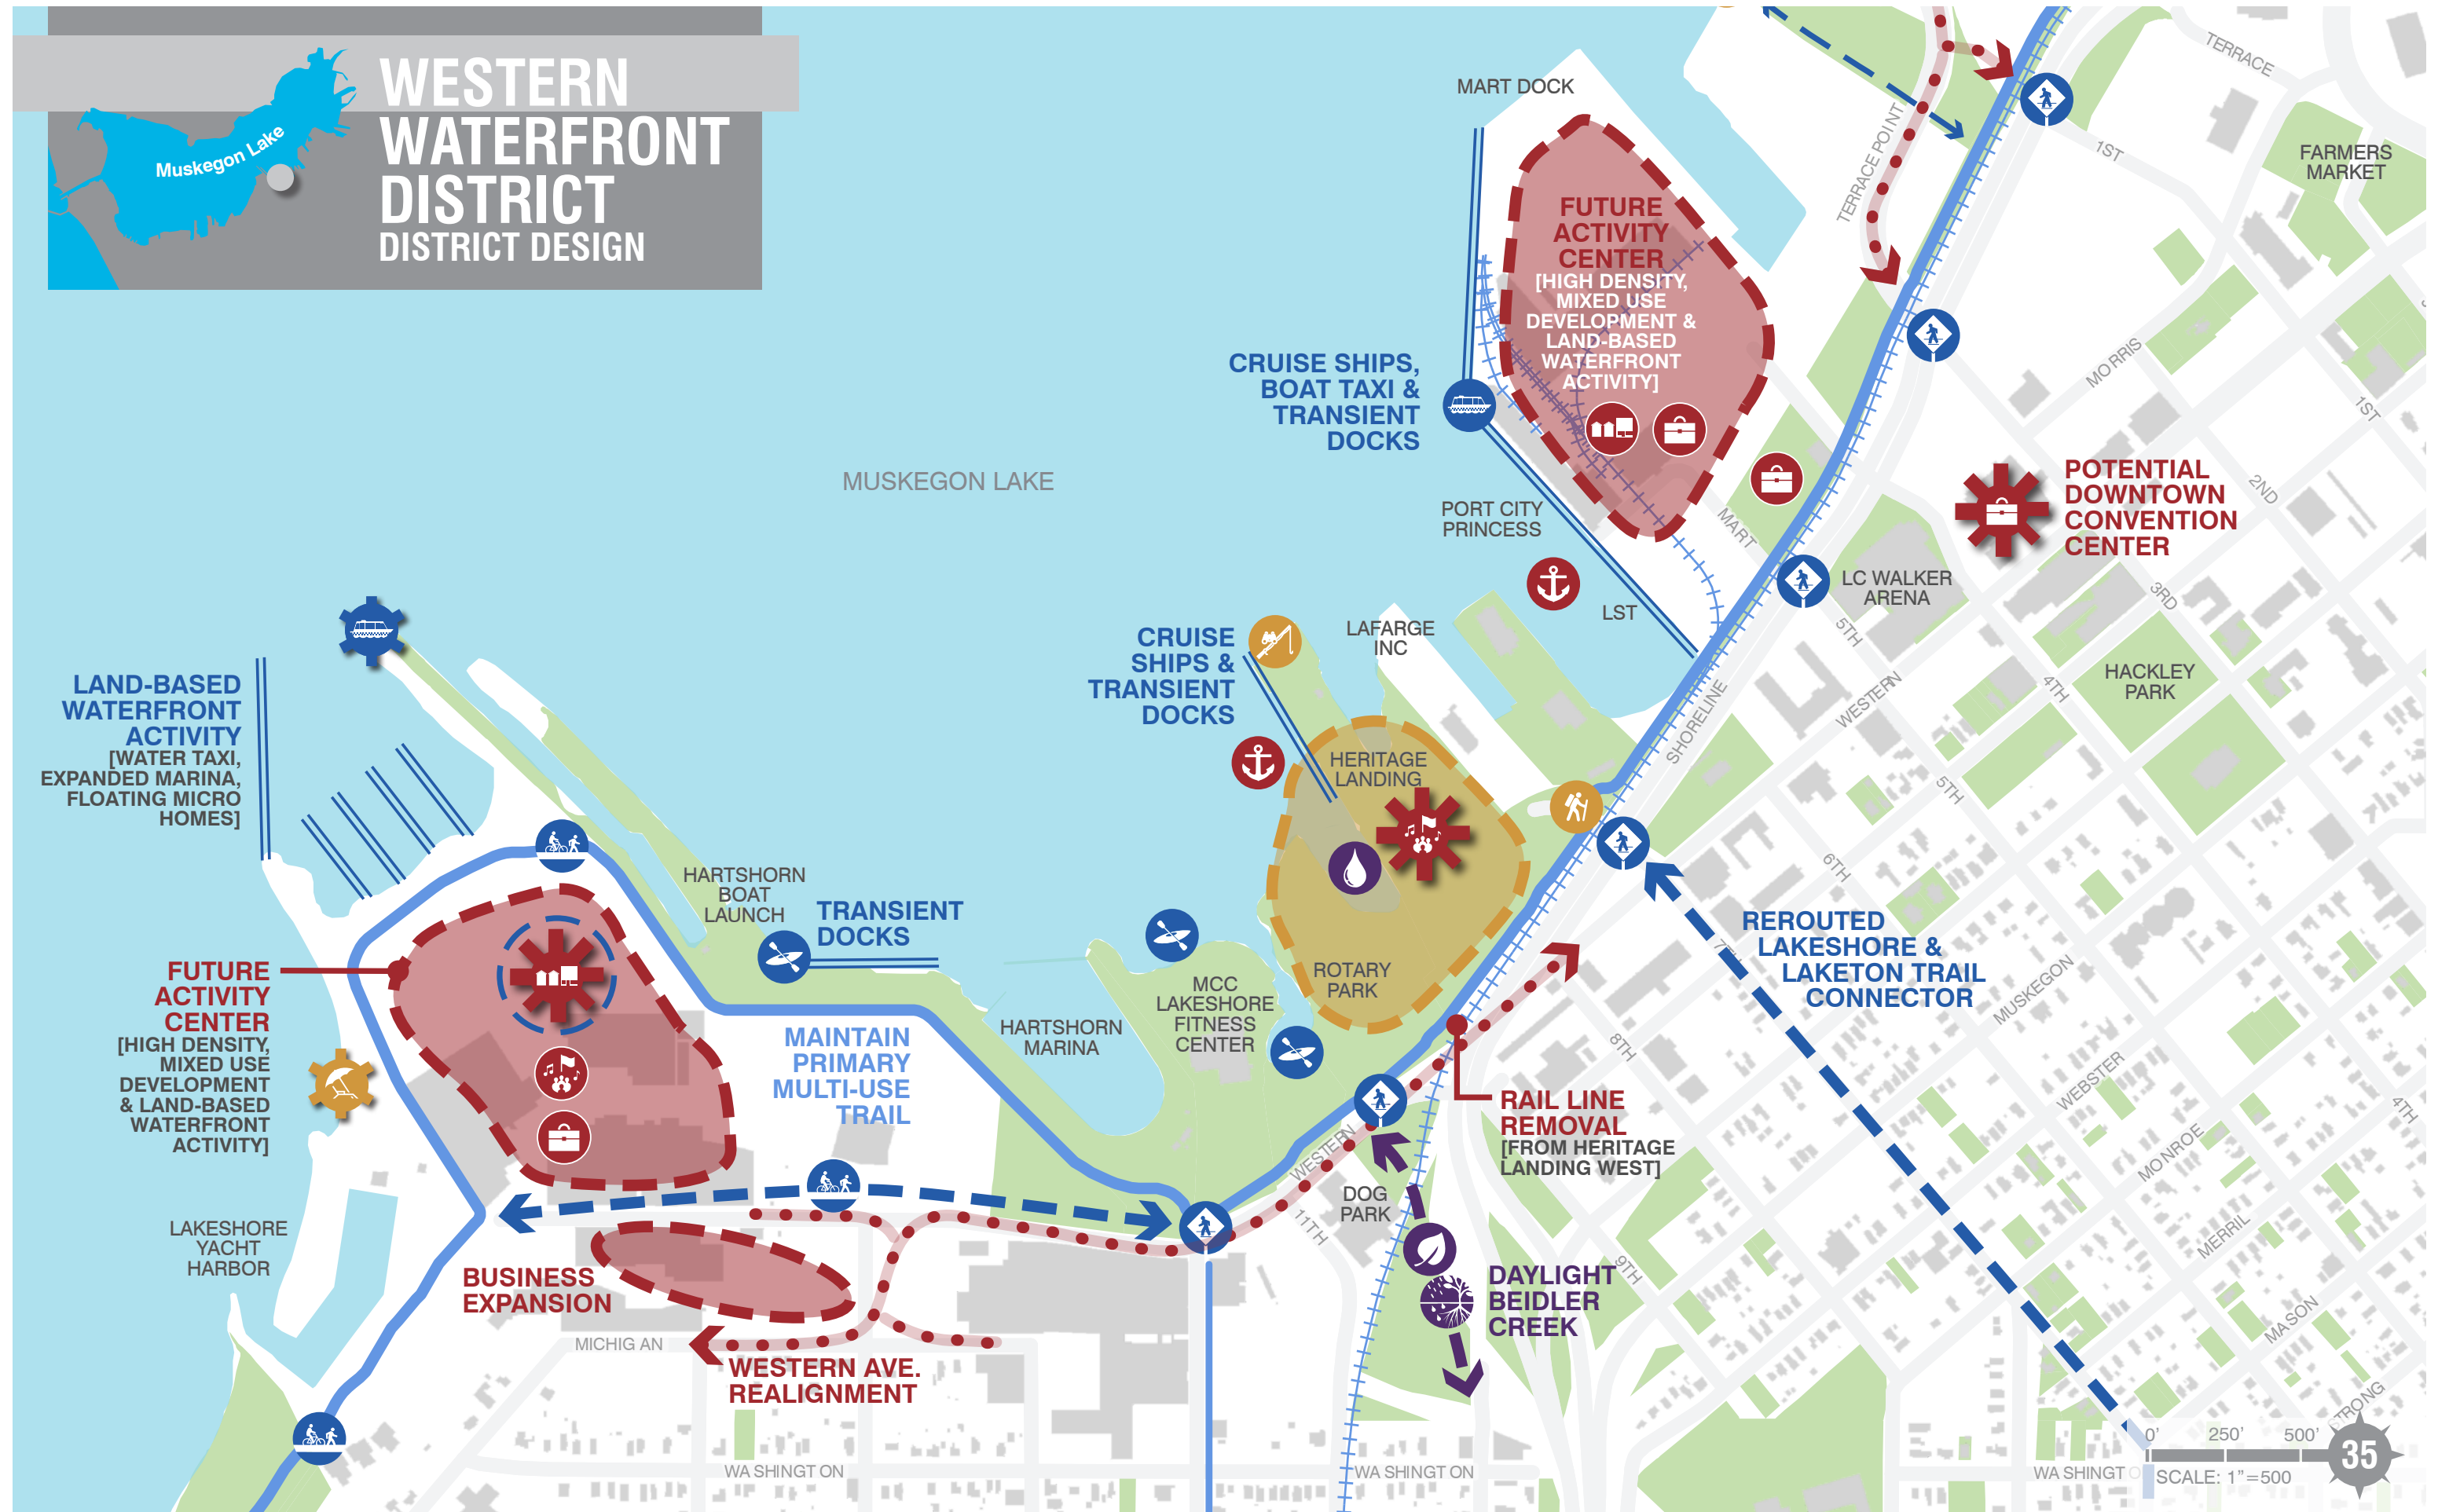 WESTERN
WATERFRONT
DISTRICT
DISTRICT DESIGN
Muskegon Lake
MART DOCK
TERRACE
TERRACE POINT
1ST
FARMERS
MARKET
FUTURE
ACTIVITY
CENTER
[HIGH DENSITY,
MIXED USE
DEVELOPMENT &
LAND-BASED
WATERFRONT
ACTIVITY]
MORRIS
1ST
CRUISE SHIPS,
BOAT TAXI &
TRANSIENT
DOCKS
MUSKEGON LAKE
PORT CITY
PRINCESS
MART
POTENTIAL
DOWNTOWN
CONVENTION
CENTER
2ND
LC WALKER
ARENA
3RD
LST
5TH
LAFARGE
INC
CRUISE
SHIPS &
TRANSIENT
DOCKS
HACKLEY
PARK
4TH
WESTERN
SHORELINE
LAND-BASED
WATERFRONT
ACTIVITY
[WATER TAXI,
EXPANDED MARINA,
FLOATING MICRO
HOMES]
HERITAGE
LANDING
5TH
6TH
HARTSHORN
BOAT
LAUNCH
TRANSIENT
DOCKS
REROUTED
LAKESHORE &
LAKETON TRAIL
CONNECTOR
7TH
MUSKEGON
FUTURE
ACTIVITY
CENTER
[HIGH DENSITY,
MIXED USE
DEVELOPMENT
& LAND-BASED
WATERFRONT
ACTIVITY]
ROTARY
PARK
MCC
LAKESHORE
FITNESS
CENTER
HARTSHORN
MARINA
MAINTAIN
PRIMARY
MULTI-USE
TRAIL
8TH
WEBSTER
4TH
RAIL LINE
REMOVAL
[FROM HERITAGE
LANDING WEST]
MONROE
WESTERN
DOG
PARK
11TH
MERRIL
9TH
LAKESHORE
YACHT
HARBOR
BUSINESS
EXPANSION
DAYLIGHT
BEIDLER
CREEK
MASON
MICHIG AN
WESTERN AVE.
REALIGNMENT
STRONG
WA SHINGT ON
WA SHINGT ON
WA SHINGT O
0' 250' 500'
SCALE: 1"=500
35